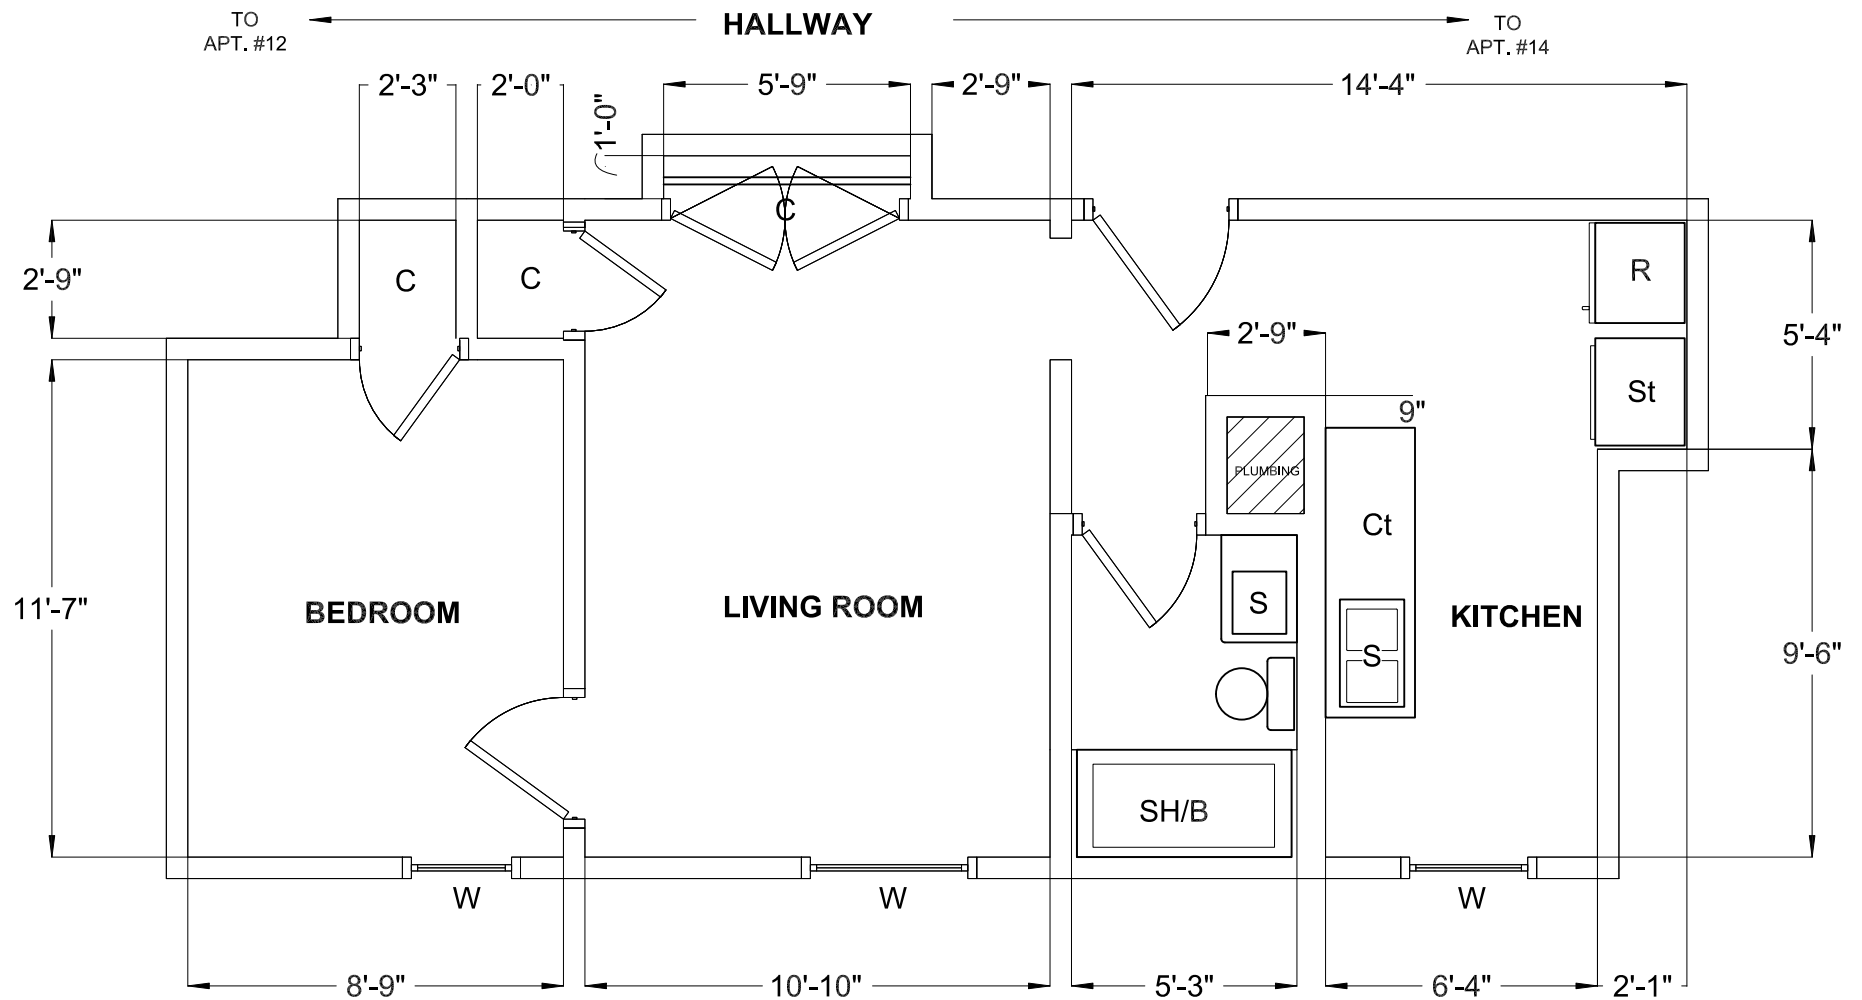 TO
APT. #12
HALLWAY
TO
APT. #14
2'-3"
2'-0"
1'-0"
5'-9"
2'-9"
14'-4"
C
C
C
R
2'-9"
2'-9"
5'-4"
St
9"
PLUMBING
Ct
11'-7"
BEDROOM
LIVING ROOM
S
KITCHEN
S
9'-6"
SH/B
W
W
W
8'-9"
10'-10"
5'-3"
6'-4"
2'-1"